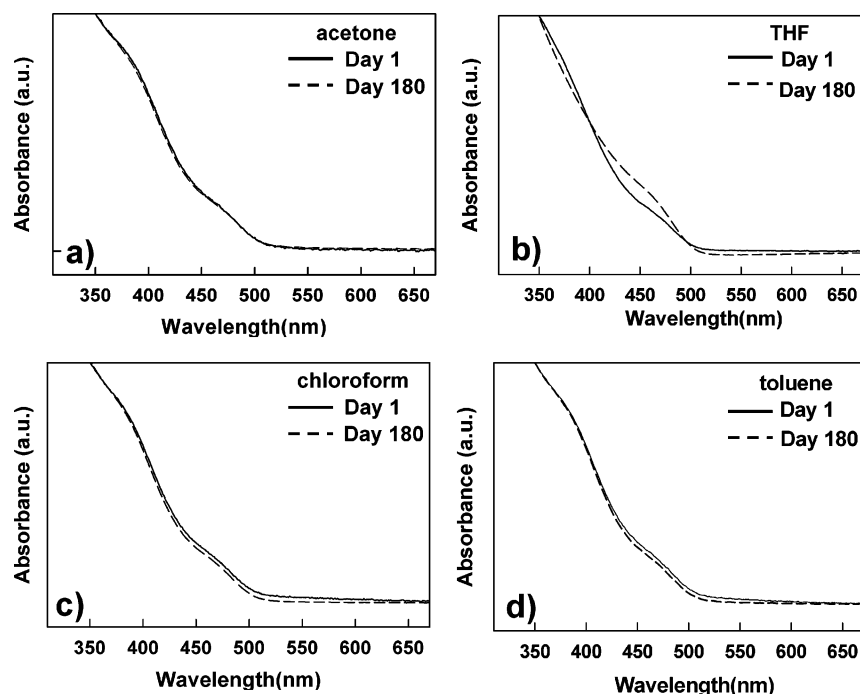 acetone
Day 1
Day 180
Absorbance (a.u.)
a)
350 400 450 500 550 600 650
Wavelength(nm)
THF
Day 1
Day 180
Absorbance (a.u.)
b)
350 400 450 500 550 600 650
Wavelength(nm)
chloroform
Day 1
Day 180
Absorbance (a.u.)
c)
350 400 450 500 550 600 650
Wavelength(nm)
toluene
Day 1
Day 180
Absorbance (a.u.)
d)
350 400 450 500 550 600 650
Wavelength(nm)